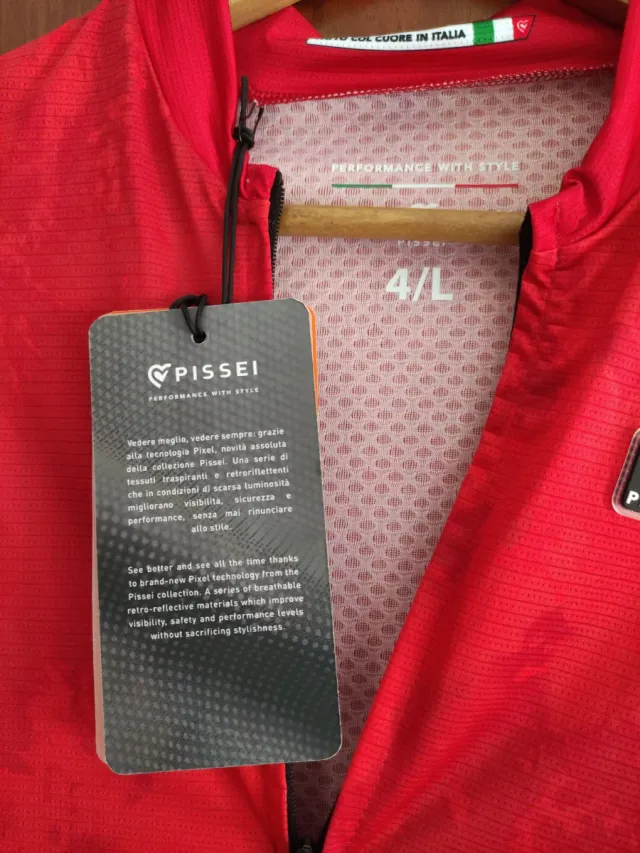 COL CUORE IN ITALIA
PERFORMANCE WITH STYLE
PISSEI
4/L
PISSEI
PERFORMANCE WITH STYLE
Vedere meglio, vedere sempre: grazie
alla tecnologia Pixel, novità assoluta
della collezione Pissei. Una serie di
tessuti traspiranti e retroriflettenti
che in condizioni di scarsa luminosità
migliorano visibilità, sicurezza e
performance, senza mai rinunciare
allo stile.
See better and see all the time thanks
to brand-new Pixel technology from the
Pissei collection. A series of breathable
retro-reflective materials which improve
visibility, safety and performance levels
without sacrificing stylishness.
P